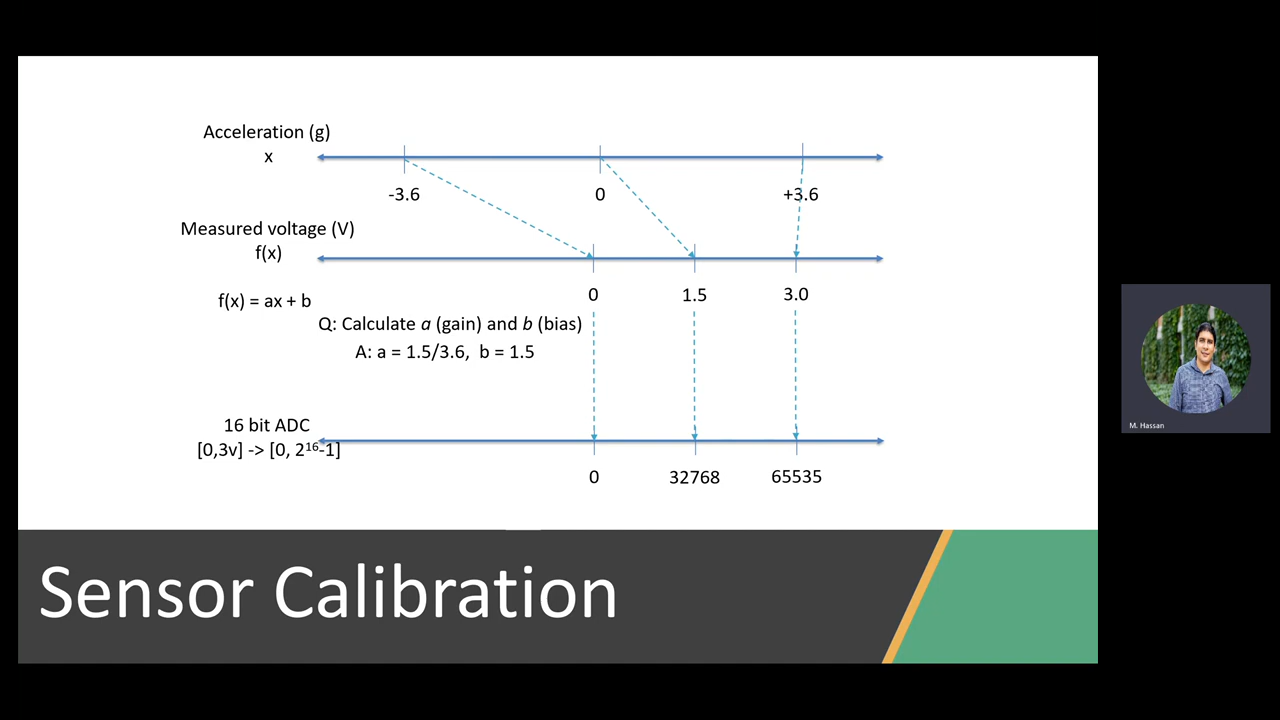 Acceleration (g)
x
-3.6 0 +3.6
Measured voltage (V)
f(x)
0 1.5 3.0
f(x) = ax + b
Q: Calculate a (gain) and b (bias)
A: a = 1.5/3.6, b = 1.5
16 bit ADC
[0,3v] -> [0, 2¹⁶-1]
0 32768 65535
Sensor Calibration
M. Hassan